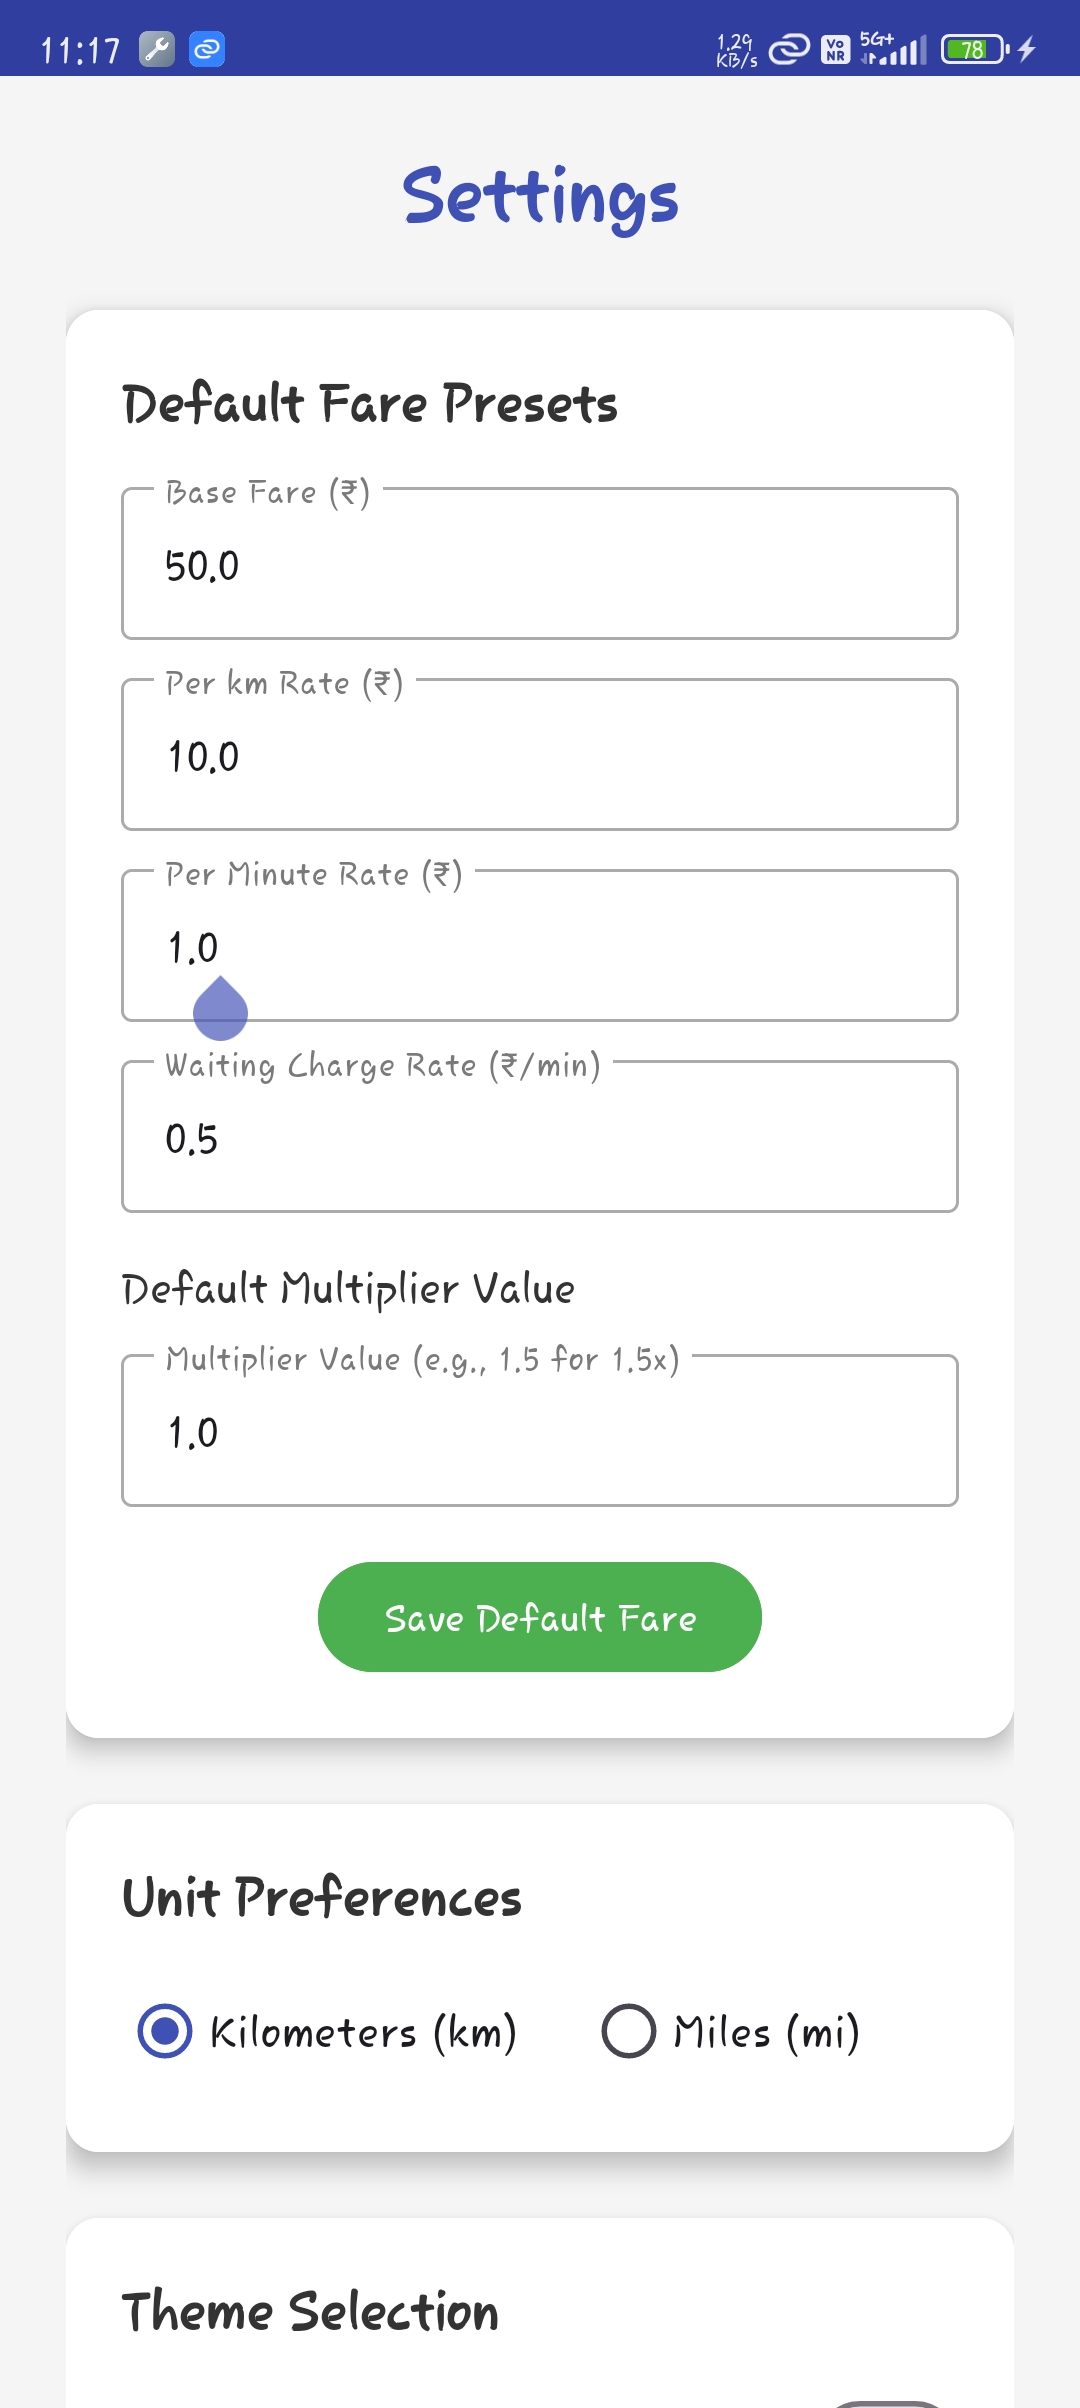 11:17
1.29
KB/s
Vo
NR
5G+
78
Settings
Default Fare Presets
Base Fare (₹)
50.0
Per km Rate (₹)
10.0
Per Minute Rate (₹)
1.0
Waiting Charge Rate (₹/min)
0.5
Default Multiplier Value
Multiplier Value (e.g., 1.5 for 1.5x)
1.0
Save Default Fare
Unit Preferences
Kilometers (km) Miles (mi)
Theme Selection